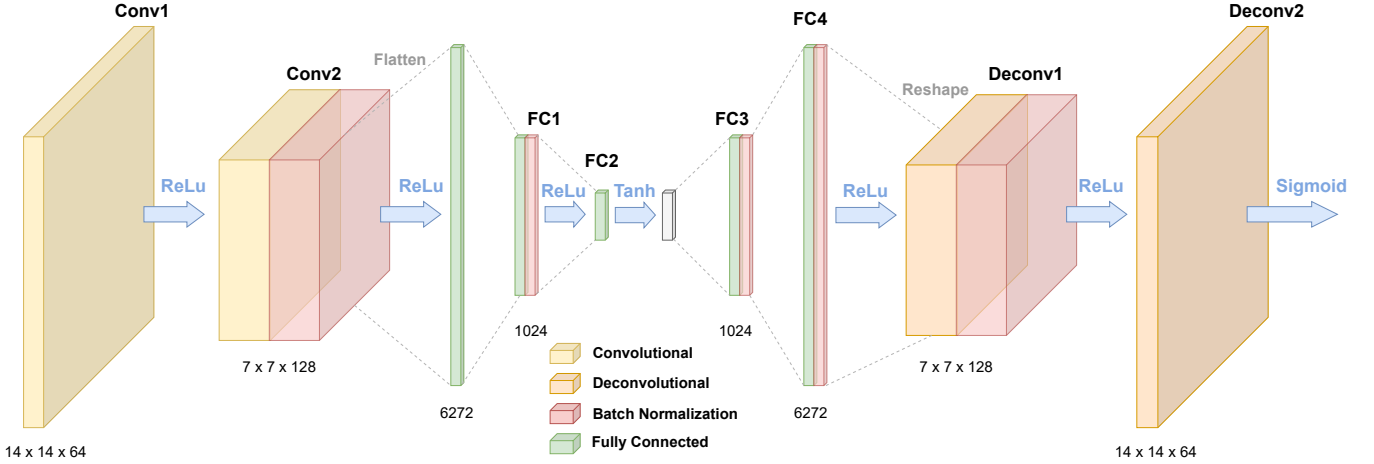 Conv1
Conv2
Flatten
FC1
FC2
FC3
FC4
Reshape
Deconv1
Deconv2
ReLu
ReLu
ReLu
Tanh
ReLu
ReLu
Sigmoid
14 x 14 x 64
7 x 7 x 128
6272
1024
1024
6272
7 x 7 x 128
14 x 14 x 64
Convolutional
Deconvolutional
Batch Normalization
Fully Connected